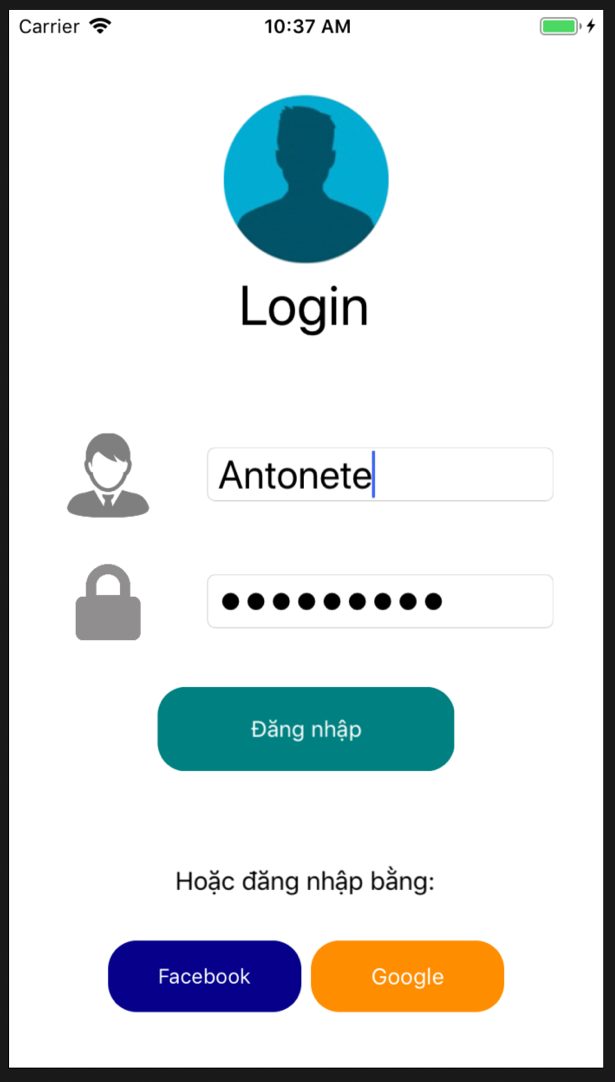 Carrier 10:37 AM
Login
Antonete
●●●●●●●●●
Đăng nhập
Hoặc đăng nhập bằng:
Facebook Google